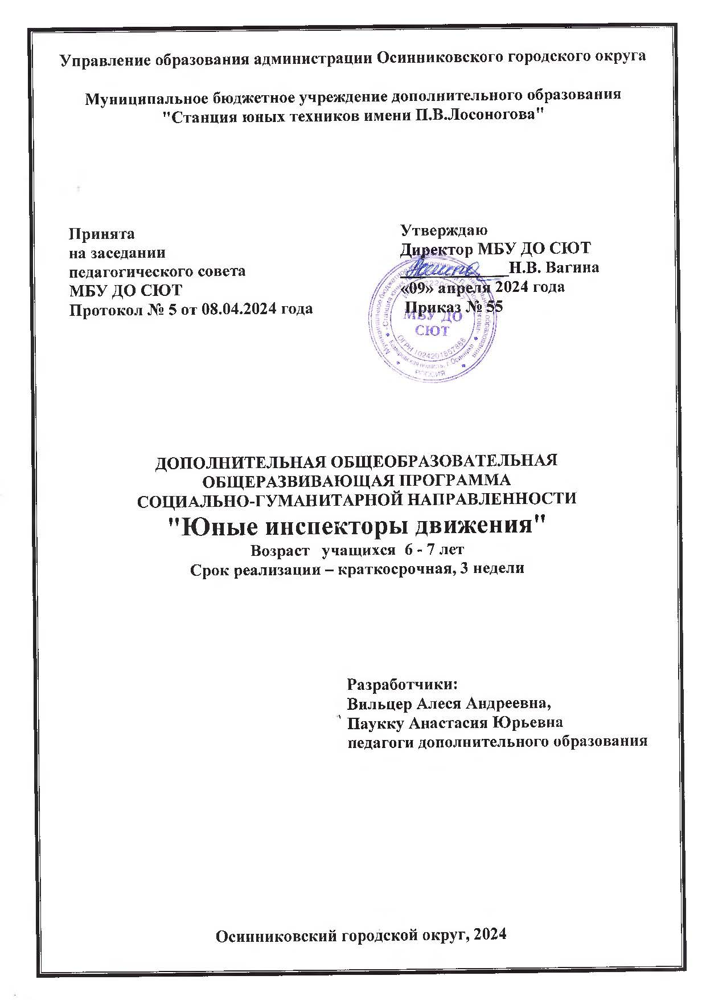 Управление образования администрации Осинниковского городского округа
Муниципальное бюджетное учреждение дополнительного образования
"Станция юных техников имени П.В.Лосоногова"
Принята
на заседании
педагогического совета
МБУ ДО СЮТ
Протокол № 5 от 08.04.2024 года
Утверждаю
Директор МБУ ДО СЮТ
Н.В. Вагина
«09» апреля 2024 года
Приказ № 55
МБУ ДО
СЮТ
ОГРН 1024201857888
РОССИЯ
ДОПОЛНИТЕЛЬНАЯ ОБЩЕОБРАЗОВАТЕЛЬНАЯ
ОБЩЕРАЗВИВАЮЩАЯ ПРОГРАММА
СОЦИАЛЬНО-ГУМАНИТАРНОЙ НАПРАВЛЕННОСТИ
"Юные инспекторы движения"
Возраст учащихся 6 - 7 лет
Срок реализации – краткосрочная, 3 недели
Разработчики:
Вильцер Алеся Андреевна,
Паукку Анастасия Юрьевна
педагоги дополнительного образования
Осинниковский городской округ, 2024